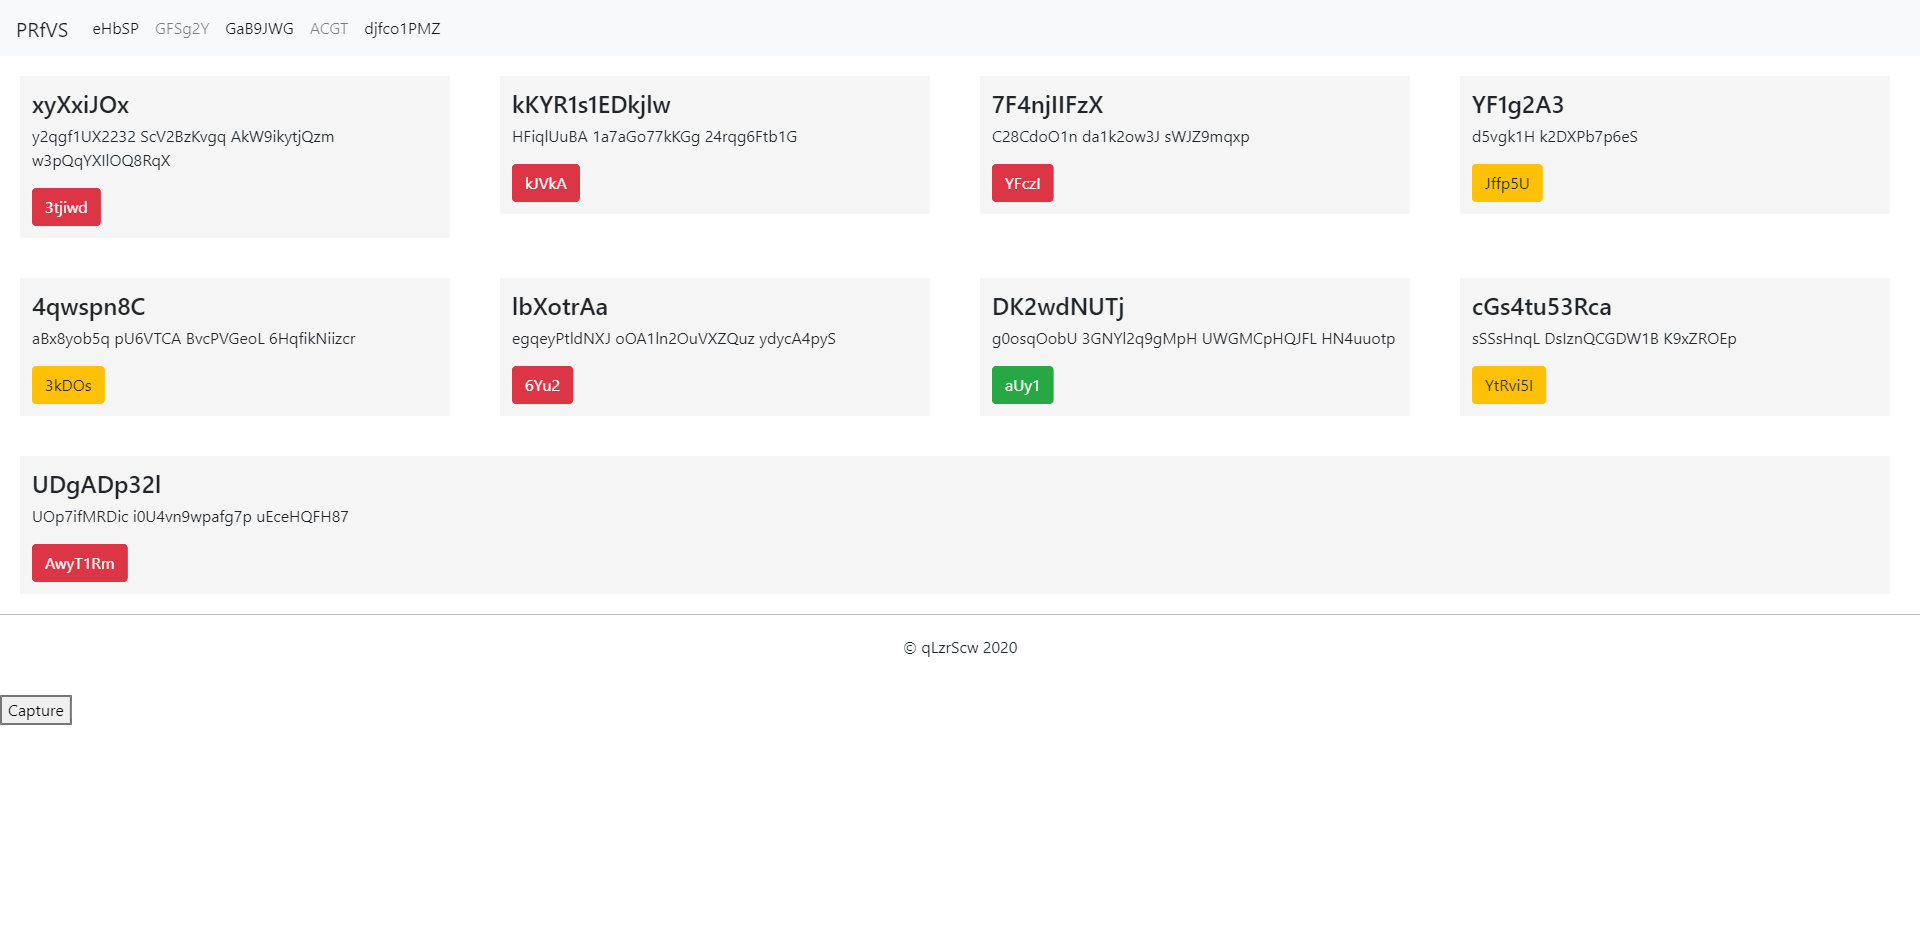 PRfVS eHbSP GFSg2Y GaB9JWG ACGT djfco1PMZ
xyXxiJOx
y2qgf1UX2232 ScV2BzKvgq AkW9ikytjQzm
w3pQqYXIlOQ8RqX
3tjiwd
kKYR1s1EDkjlw
HFiqlUuBA 1a7aGo77kKGg 24rqg6Ftb1G
kJVkA
7F4njIIFzX
C28CdoO1n da1k2ow3J sWJZ9mqxp
YFczI
YF1g2A3
d5vgk1H k2DXPb7p6eS
Jffp5U
4qwspn8C
aBx8yob5q pU6VTCA BvcPVGeoL 6HqfikNiizcr
3kDOs
lbXotrAa
egqeyPtldNXJ oOA1ln2OuVXZQuz ydycA4pyS
6Yu2
DK2wdNUTj
g0osqOobU 3GNYl2q9gMpH UWGMCpHQJFL HN4uuotp
aUy1
cGs4tu53Rca
sSSsHnqL DsIznQCGDW1B K9xZROEp
YtRvi5I
UDgADp32l
UOp7ifMRDic i0U4vn9wpafg7p uEceHQFH87
AwyT1Rm
© qLzrScw 2020
Capture